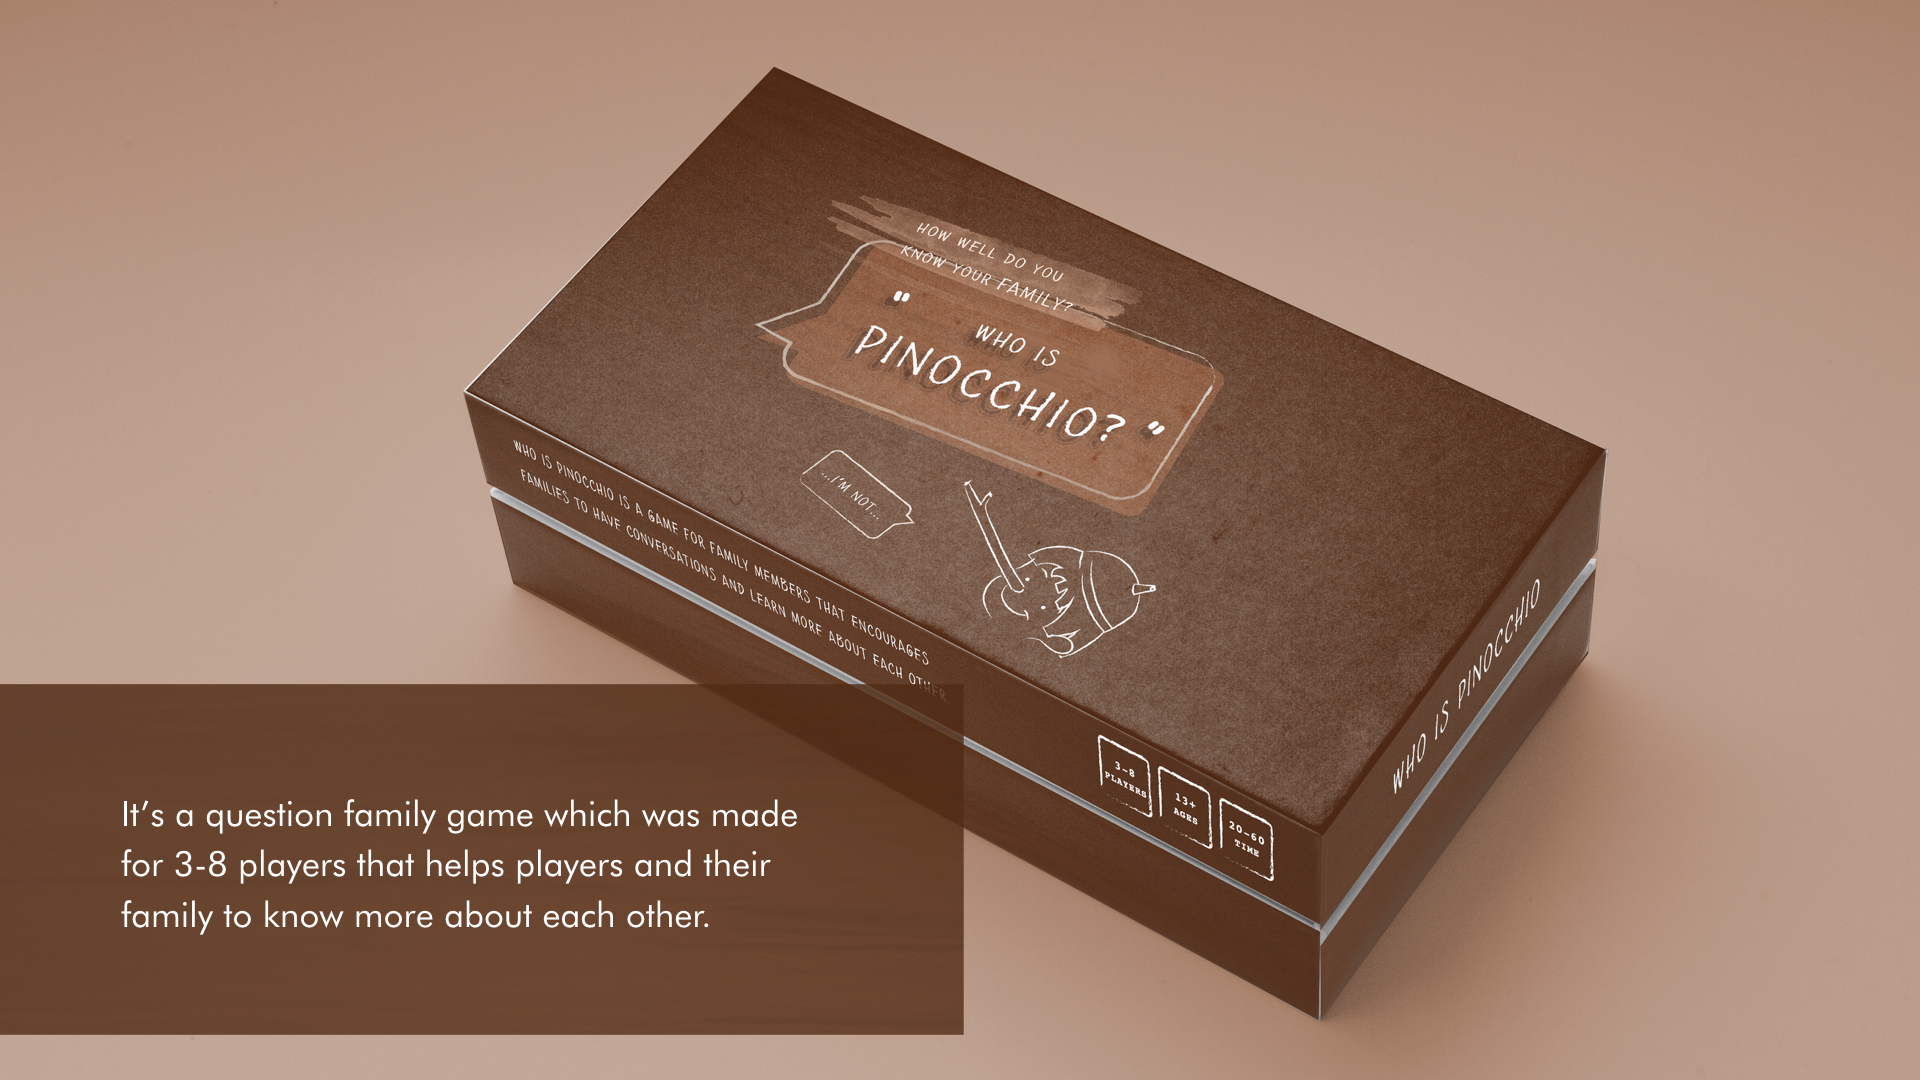 HOW WELL DO YOU
KNOW YOUR FAMILY?
"
WHO IS
PINOCCHIO? "
...I'M NOT...
WHO IS PINOCCHIO IS A GAME FOR FAMILY MEMBERS THAT ENCOURAGES
FAMILIES TO HAVE CONVERSATIONS AND LEARN MORE ABOUT EACH OTHER.
3-8
PLAYERS
13+
AGES
20-60
TIME
WHO IS PINOCCHIO
It's a question family game which was made
for 3-8 players that helps players and their
family to know more about each other.